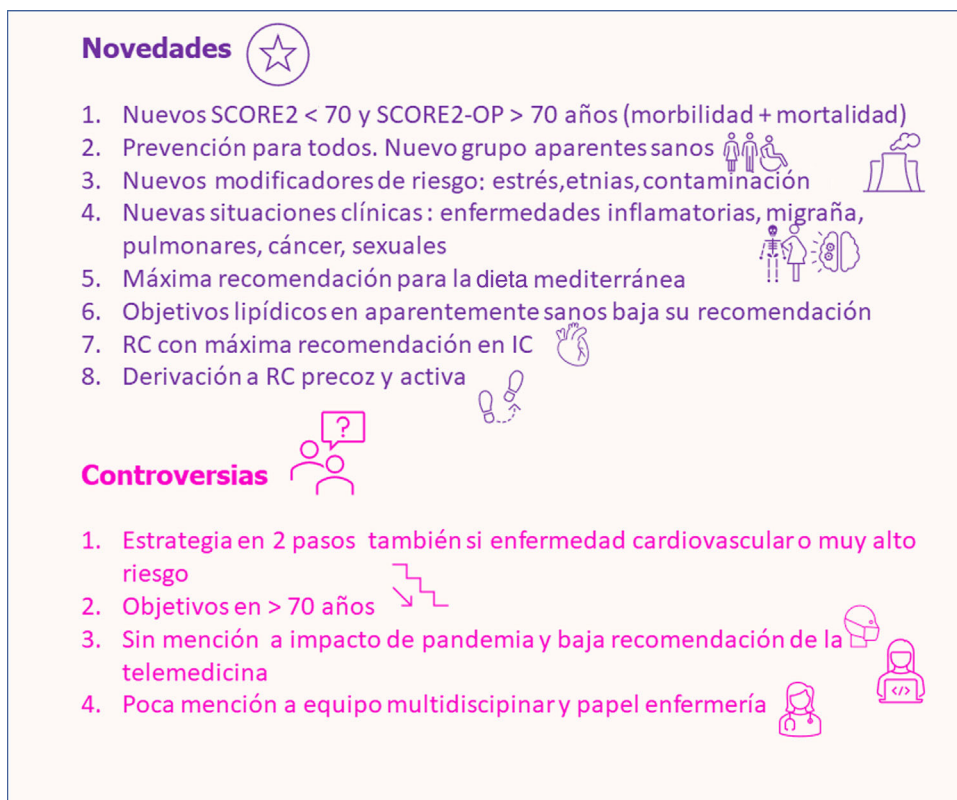 Novedades
1. Nuevos SCORE2 < 70 y SCORE2-OP > 70 años (morbilidad + mortalidad)
2. Prevención para todos. Nuevo grupo aparentes sanos
3. Nuevos modificadores de riesgo: estrés, etnias, contaminación
4. Nuevas situaciones clínicas : enfermedades inflamatorias, migraña,
pulmonares, cáncer, sexuales
5. Máxima recomendación para la dieta mediterránea
6. Objetivos lipídicos en aparentemente sanos baja su recomendación
7. RC con máxima recomendación en IC
8. Derivación a RC precoz y activa
?
Controversias
1. Estrategia en 2 pasos también si enfermedad cardiovascular o muy alto
riesgo
2. Objetivos en > 70 años
3. Sin mención a impacto de pandemia y baja recomendación de la
telemedicina
</>
4. Poca mención a equipo multidiscipinar y papel enfermería